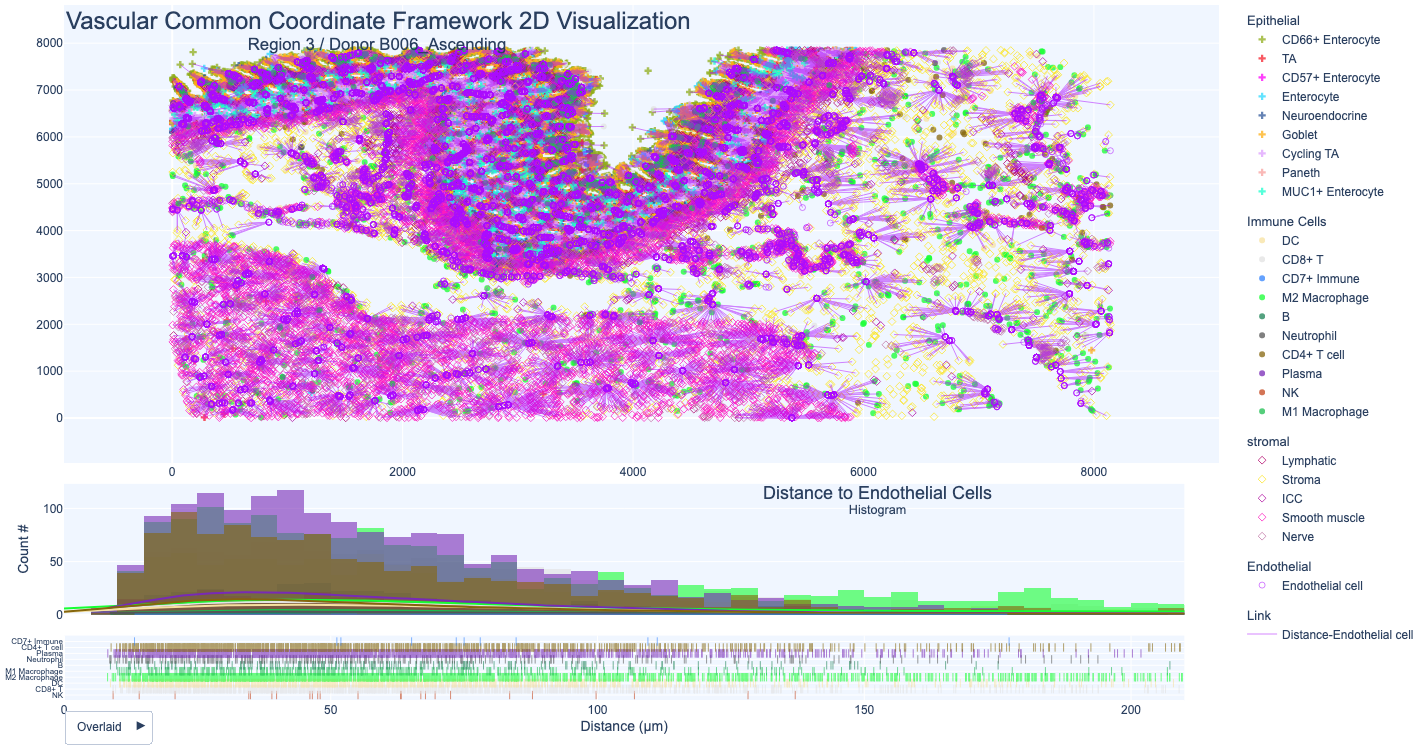 Vascular Common Coordinate Framework 2D Visualization
Region 3 / Donor B006, Ascending
8000
7000
6000
5000
4000
3000
2000
1000
0
0 2000 4000 6000 8000
Epithelial
CD66+ Enterocyte
TA
CD57+ Enterocyte
Enterocyte
Neuroendocrine
Goblet
Cycling TA
Paneth
MUC1+ Enterocyte
Immune Cells
DC
CD8+ T
CD7+ Immune
M2 Macrophage
B
Neutrophil
CD4+ T cell
Plasma
NK
M1 Macrophage
stromal
Lymphatic
Stroma
ICC
Smooth muscle
Nerve
Endothelial
Endothelial cell
Link
Distance-Endothelial cell
Distance to Endothelial Cells
Histogram
Count #
100
50
0
CD7+ Immune
CD4+ T cell
Plasma
Neutrophil
B
M1 Macrophage
M2 Macrophage
DC
CD8+ T
NK
0 50 100 150 200
Distance (μm)
Overlaid